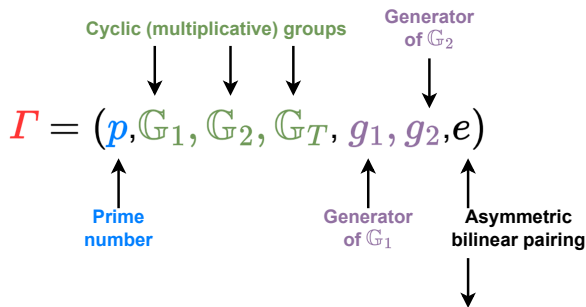 Generator
of 𝔾₂
Cyclic (multiplicative) groups
Γ = (p,𝔾₁,𝔾₂,𝔾_T, g₁,g₂,e)
Prime
number
Generator
of 𝔾₁
Asymmetric
bilinear pairing